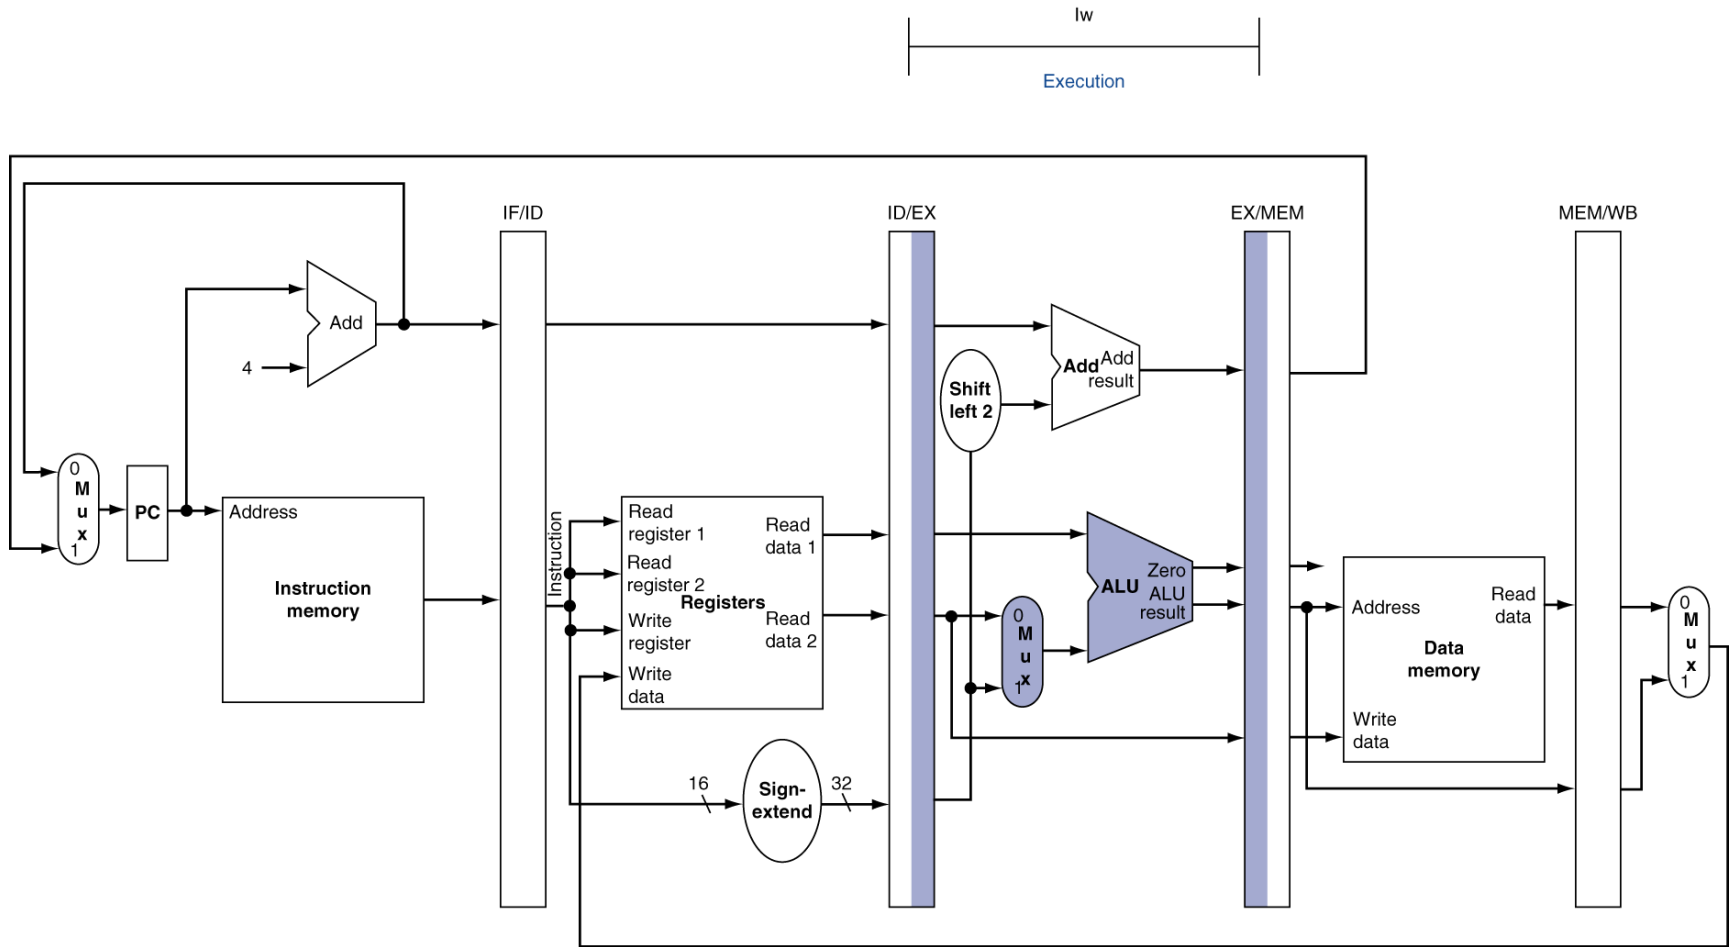 lw
Execution
IF/ID
ID/EX
EX/MEM
MEM/WB
Add
4
Shift
left 2
Add
Add
result
0
M
u
x
1
PC
Address
Instruction
memory
Instruction
Read
register 1
Read
register 2
Write
register
Write
data
Registers
Read
data 1
Read
data 2
16
Sign-
extend
32
0
M
u
x
1
ALU
Zero
ALU
result
Address
Read
data
Data
memory
Write
data
0
M
u
x
1